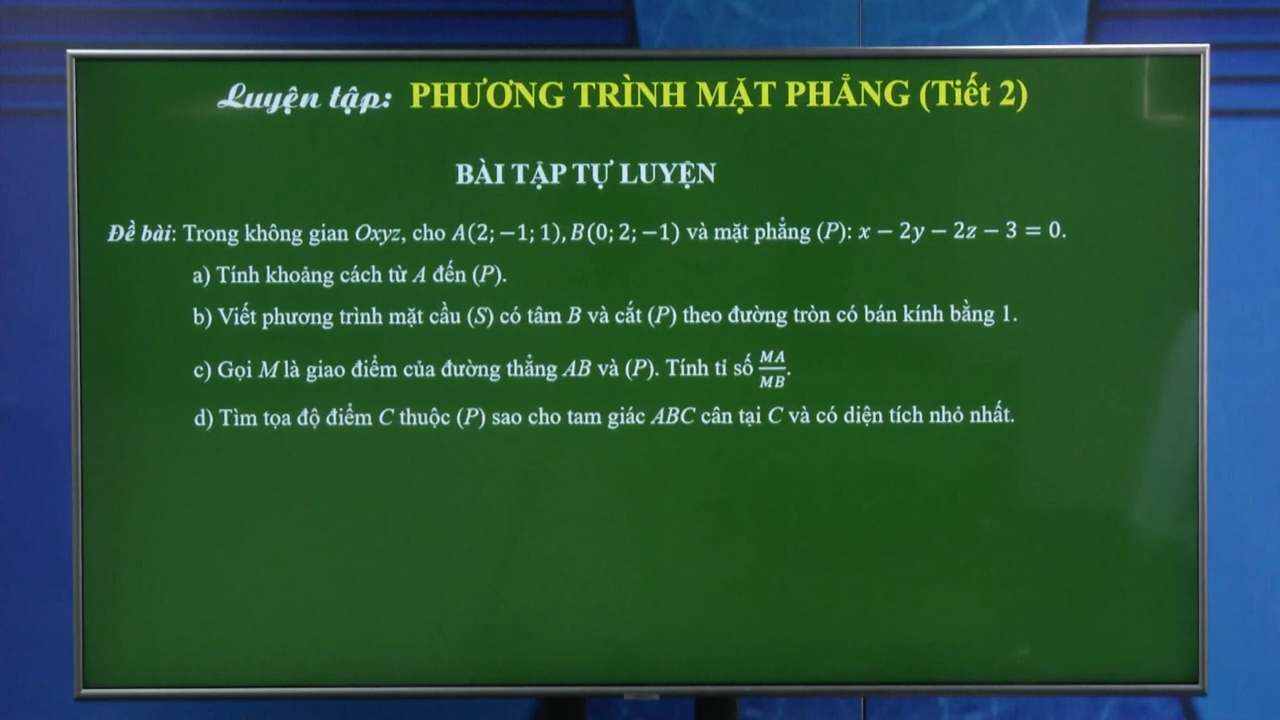 Luyện tập: PHƯƠNG TRÌNH MẶT PHẲNG (Tiết 2)
BÀI TẬP TỰ LUYỆN
Đề bài: Trong không gian Oxyz, cho A(2; −1; 1), B(0; 2; −1) và mặt phẳng (P): x − 2y − 2z − 3 = 0.
a) Tính khoảng cách từ A đến (P).
b) Viết phương trình mặt cầu (S) có tâm B và cắt (P) theo đường tròn có bán kính bằng 1.
c) Gọi M là giao điểm của đường thẳng AB và (P). Tính tỉ số MA/MB.
d) Tìm tọa độ điểm C thuộc (P) sao cho tam giác ABC cân tại C và có diện tích nhỏ nhất.